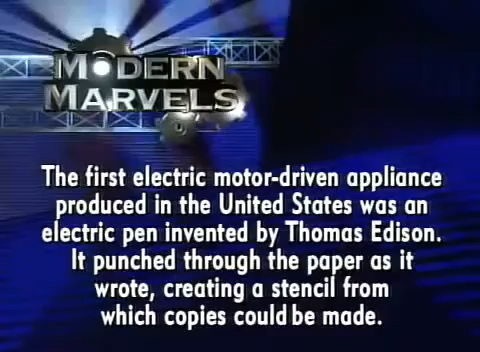 MODERN
MARVELS
The first electric motor-driven appliance
produced in the United States was an
electric pen invented by Thomas Edison.
It punched through the paper as it
wrote, creating a stencil from
which copies could be made.